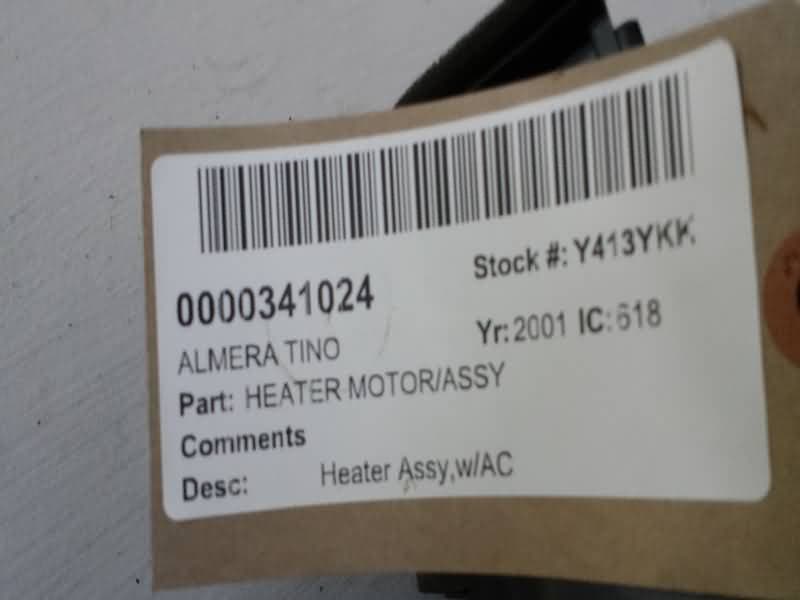 0000341024 Stock #: Y413YKK
ALMERA TINO Yr: 2001 IC: 618
Part: HEATER MOTOR/ASSY
Comments
Desc: Heater Assy,w/AC